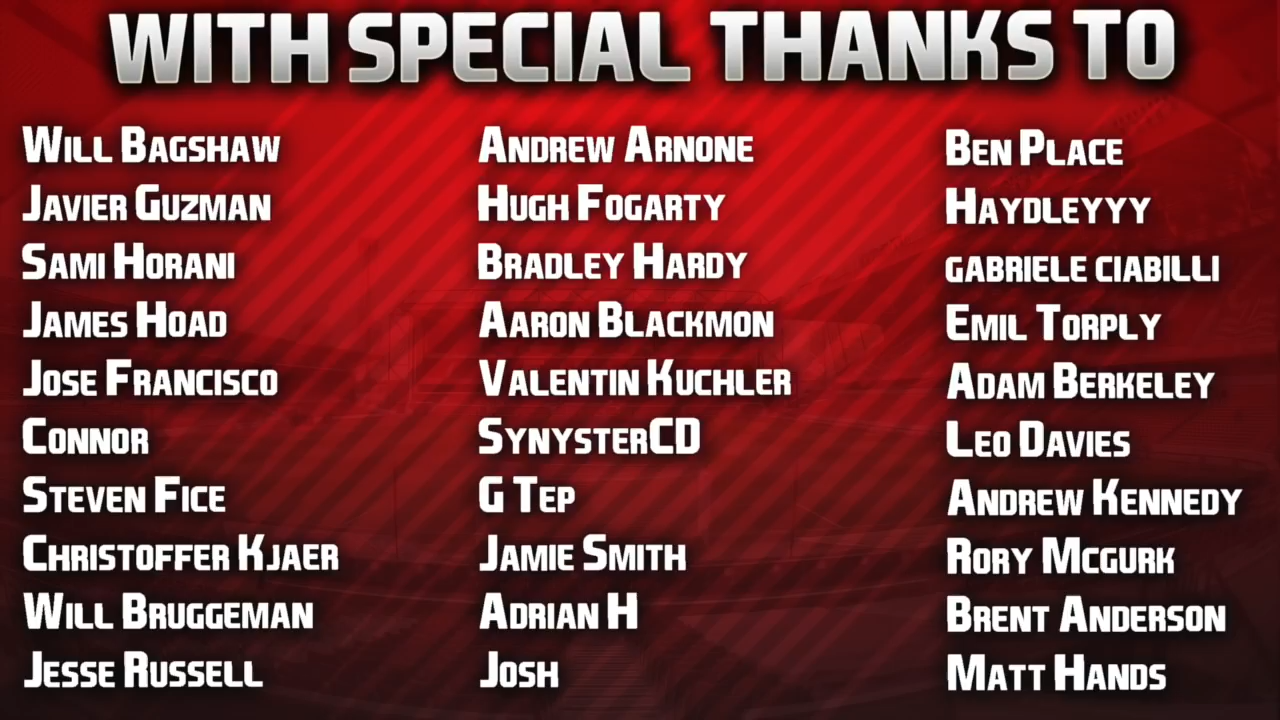 WITH SPECIAL THANKS TO
Will Bagshaw
Javier Guzman
Sami Horani
James Hoad
Jose Francisco
Connor
Steven Fice
Christoffer Kjaer
Will Bruggeman
Jesse Russell
Andrew Arnone
Hugh Fogarty
Bradley Hardy
Aaron Blackmon
Valentin Kuchler
SynysterCD
G Tep
Jamie Smith
Adrian H
Josh
Ben Place
Haydleyyy
gabriele ciabilli
Emil Torply
Adam Berkeley
Leo Davies
Andrew Kennedy
Rory Mcgurk
Brent Anderson
Matt Hands